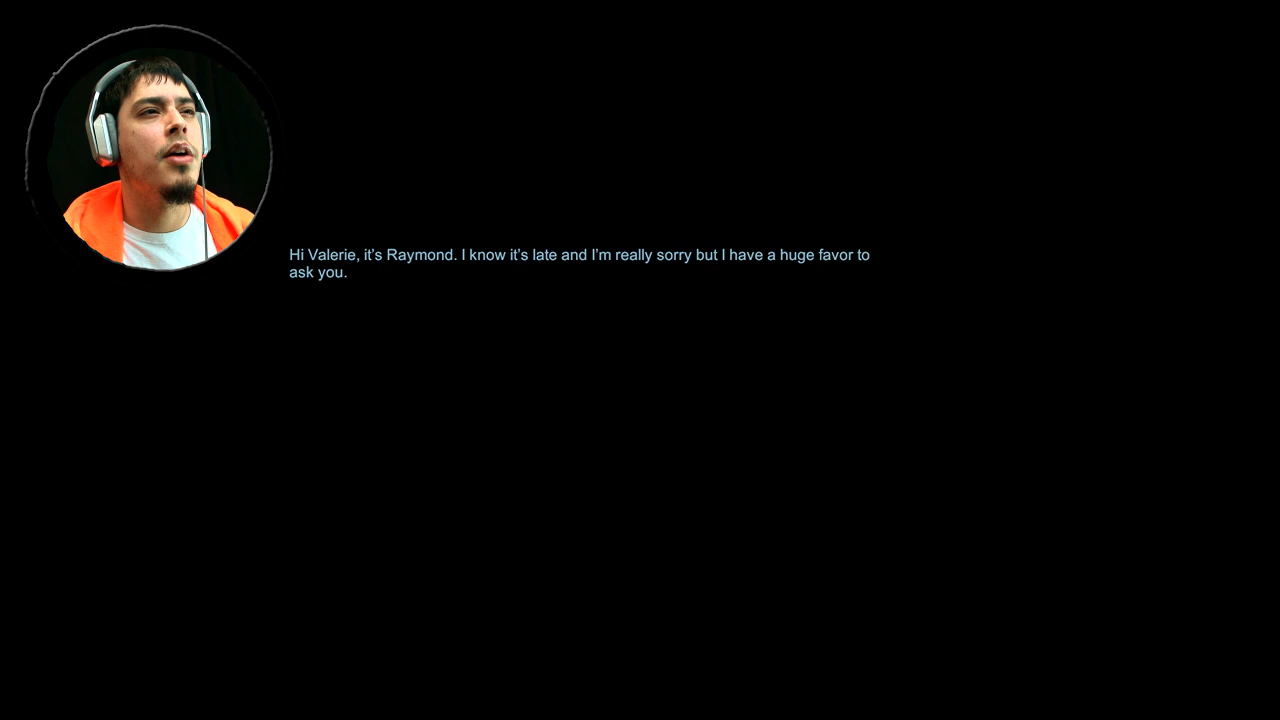 Hi Valerie, it's Raymond. I know it's late and I'm really sorry but I have a huge favor to
ask you.